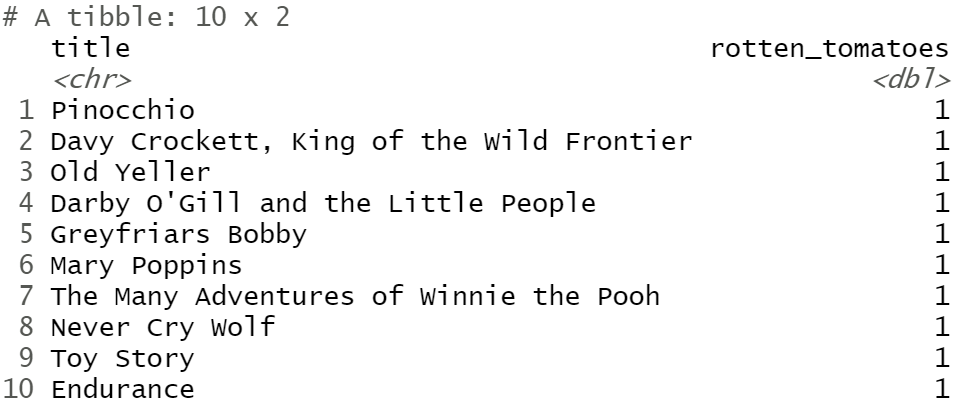 # A tibble: 10 x 2
title rotten_tomatoes
<chr> <dbl>
1 Pinocchio 1
2 Davy Crockett, King of the Wild Frontier 1
3 Old Yeller 1
4 Darby O'Gill and the Little People 1
5 Greyfriars Bobby 1
6 Mary Poppins 1
7 The Many Adventures of Winnie the Pooh 1
8 Never Cry Wolf 1
9 Toy Story 1
10 Endurance 1